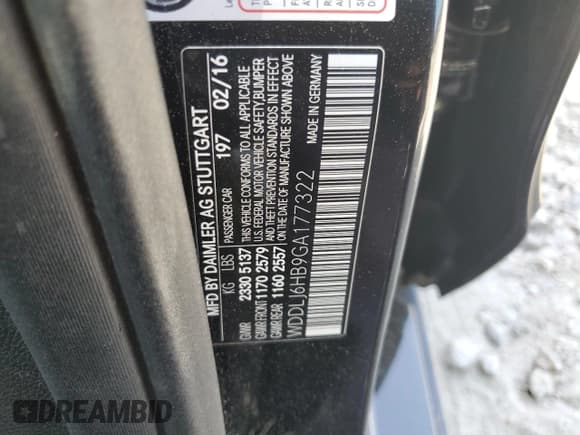 MFD BY DAIMLER AG STUTTGART
PASSENGER CAR 197 02/16
KG LBS
GVWR 2330 5137
GAWR FRONT 1170 2579
GAWR REAR 1160 2557
THIS VEHICLE CONFORMS TO ALL APPLICABLE
U.S. FEDERAL MOTOR VEHICLE SAFETY, BUMPER
AND THEFT PREVENTION STANDARDS IN EFFECT
ON THE DATE OF MANUFACTURE SHOWN ABOVE
MADE IN GERMANY
WDDLJ6HB9GA177322
DREAMBID